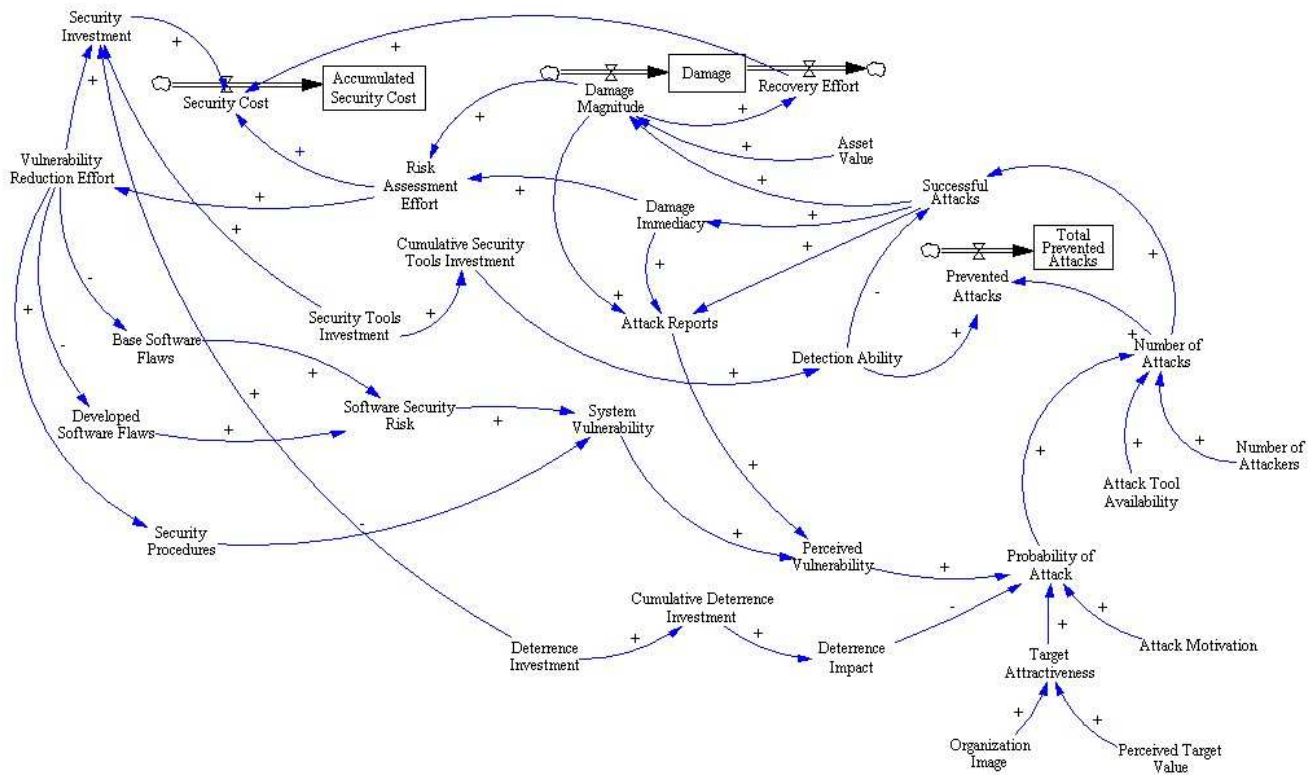 Security
Investment
+
+
+
Accumulated
Security Cost
Security Cost
Damage
Damage
Magnitude
Recovery Effort
+
+
+
+
Asset
Value
+
Vulnerability
Reduction Effort
Risk
Assessment
Effort
+
+
+
Successful
Attacks
+
Damage
Immediacy
+
+
+
Cumulative Security
Tools Investment
+
+
Total
Prevented
Attacks
Prevented
Attacks
+
-
+
Security Tools
Investment
+
+
Attack Reports
-
+
+
Base Software
Flaws
-
+
+
Detection Ability
Number of
Attacks
+
Developed
Software Flaws
+
Software Security
Risk
+
System
Vulnerability
+
+
+
+
Number of
Attackers
Attack Tool
Availability
+
-
Security
Procedures
+
Perceived
Vulnerability
+
Probability of
Attack
Cumulative Deterrence
Investment
-
+
+
+
+
Deterrence
Investment
Deterrence
Impact
Attack Motivation
Target
Attractiveness
+
+
Organization
Image
Perceived Target
Value